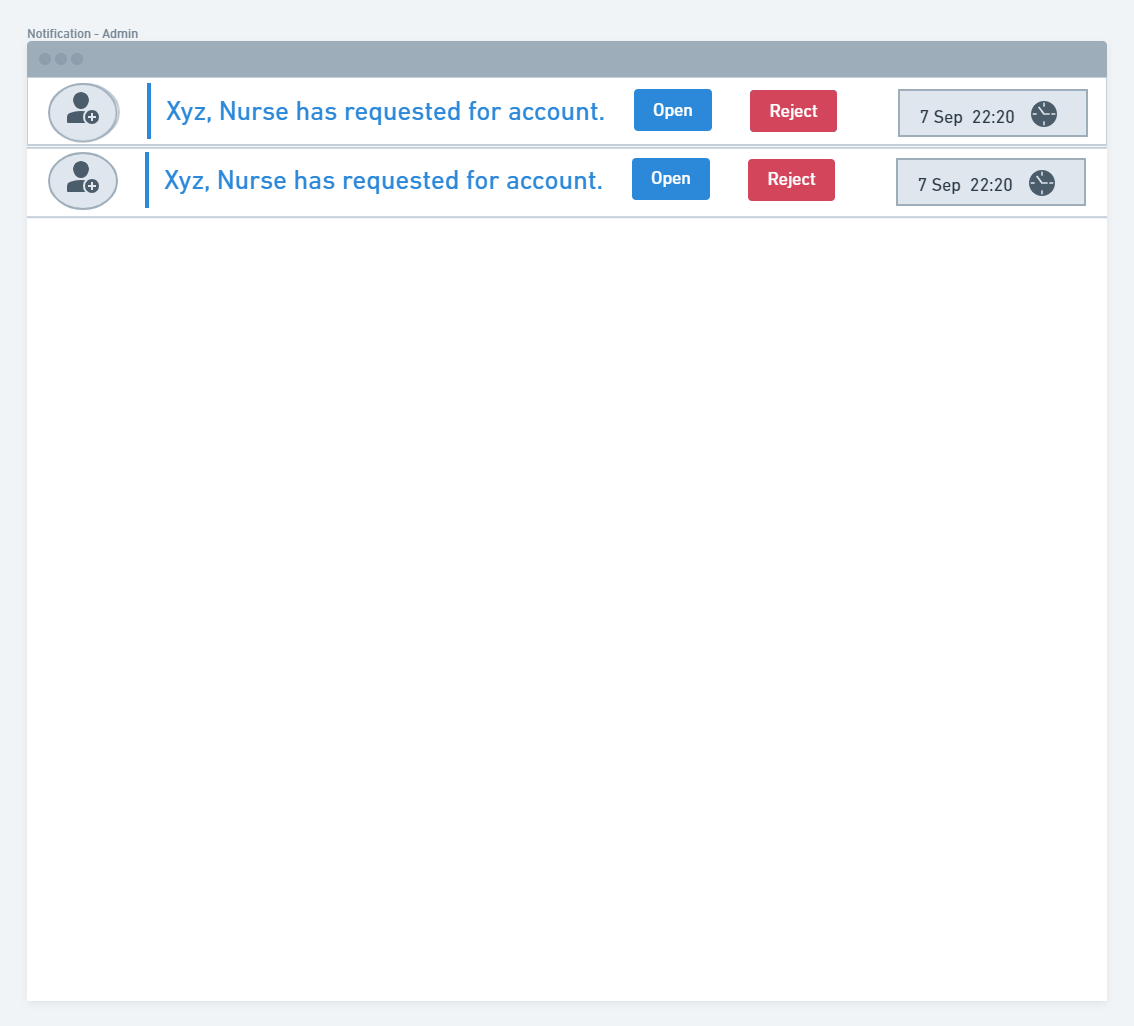 Notification - Admin
Xyz, Nurse has requested for account. Open Reject 7 Sep 22:20
Xyz, Nurse has requested for account. Open Reject 7 Sep 22:20